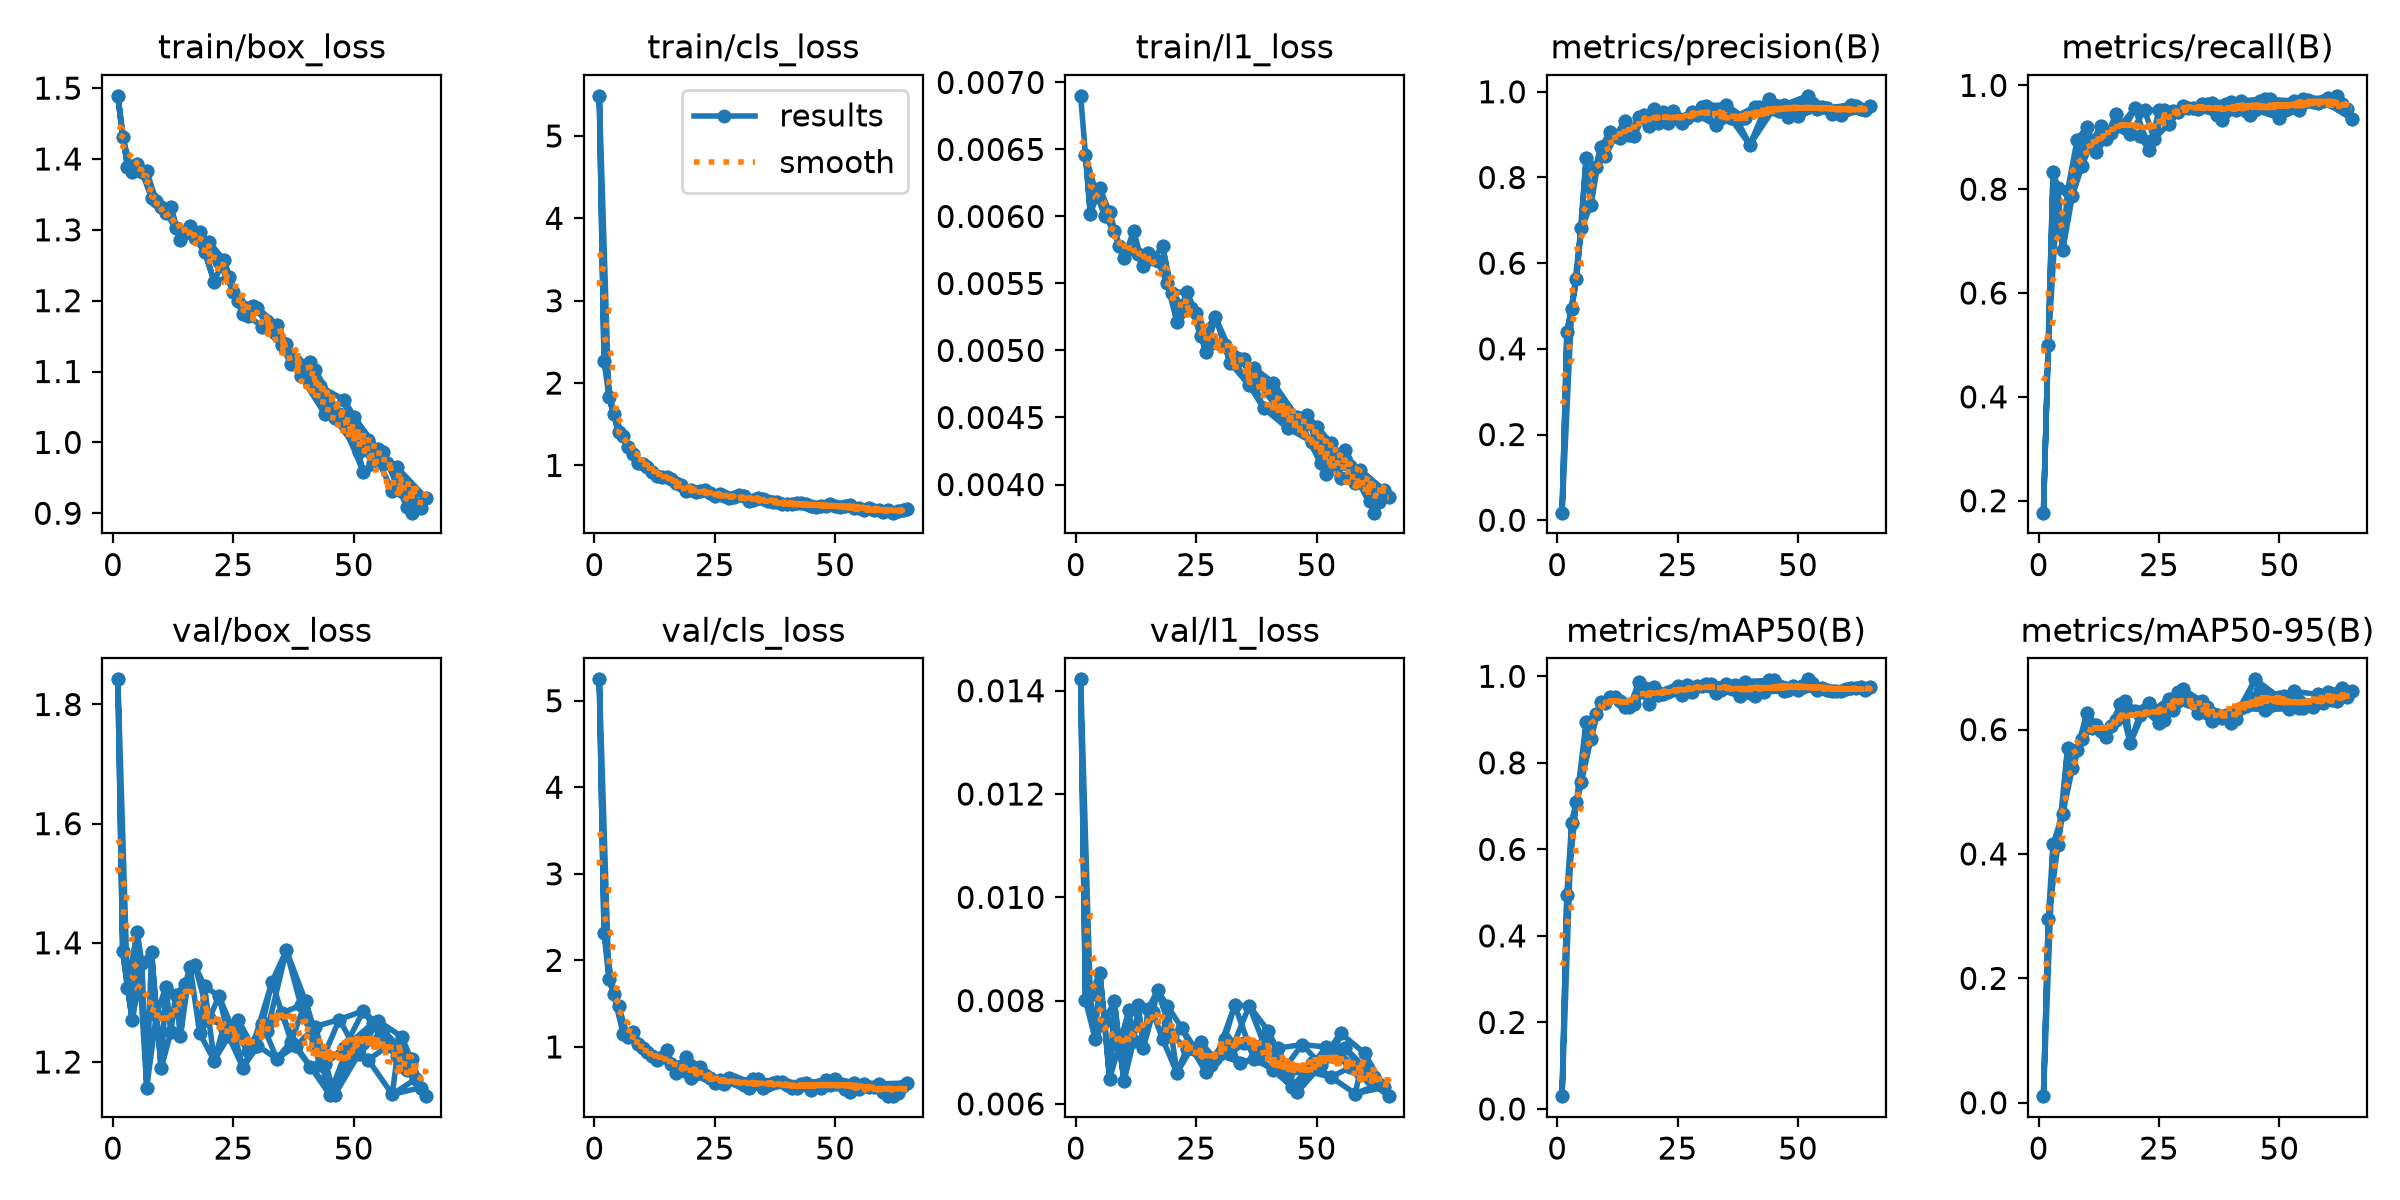 train/box_loss
train/cls_loss
train/l1_loss
metrics/precision(B)
metrics/recall(B)
1.5
1.4
1.3
1.2
1.1
1.0
0.9
0 25 50
results
smooth
5
4
3
2
1
0 25 50
0.0070
0.0065
0.0060
0.0055
0.0050
0.0045
0.0040
0 25 50
1.0
0.8
0.6
0.4
0.2
0.0
0 25 50
1.0
0.8
0.6
0.4
0.2
0 25 50
val/box_loss
val/cls_loss
val/l1_loss
metrics/mAP50(B)
metrics/mAP50-95(B)
1.8
1.6
1.4
1.2
0 25 50
5
4
3
2
1
0 25 50
0.014
0.012
0.010
0.008
0.006
0 25 50
1.0
0.8
0.6
0.4
0.2
0.0
0 25 50
0.6
0.4
0.2
0.0
0 25 50